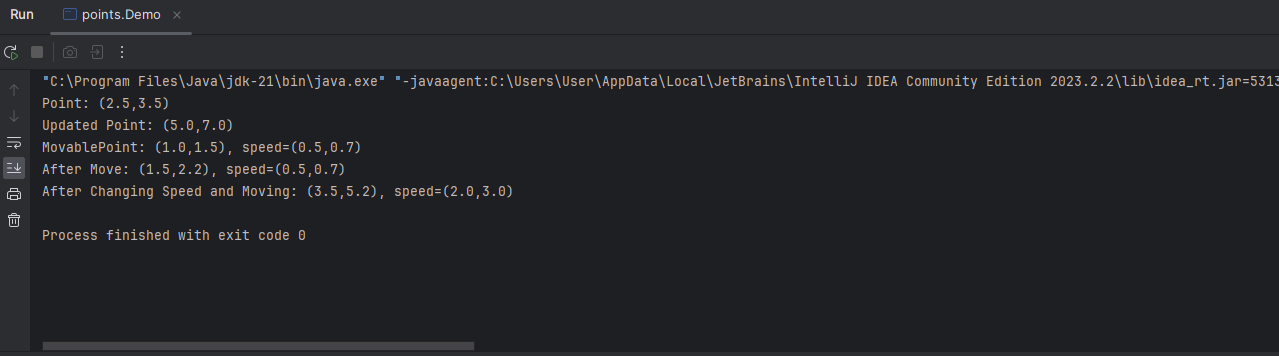 Run points.Demo
"C:\Program Files\Java\jdk-21\bin\java.exe" "-javaagent:C:\Users\User\AppData\Local\JetBrains\IntelliJ IDEA Community Edition 2023.2.2\lib\idea_rt.jar=5313
Point: (2.5,3.5)
Updated Point: (5.0,7.0)
MovablePoint: (1.0,1.5), speed=(0.5,0.7)
After Move: (1.5,2.2), speed=(0.5,0.7)
After Changing Speed and Moving: (3.5,5.2), speed=(2.0,3.0)
Process finished with exit code 0